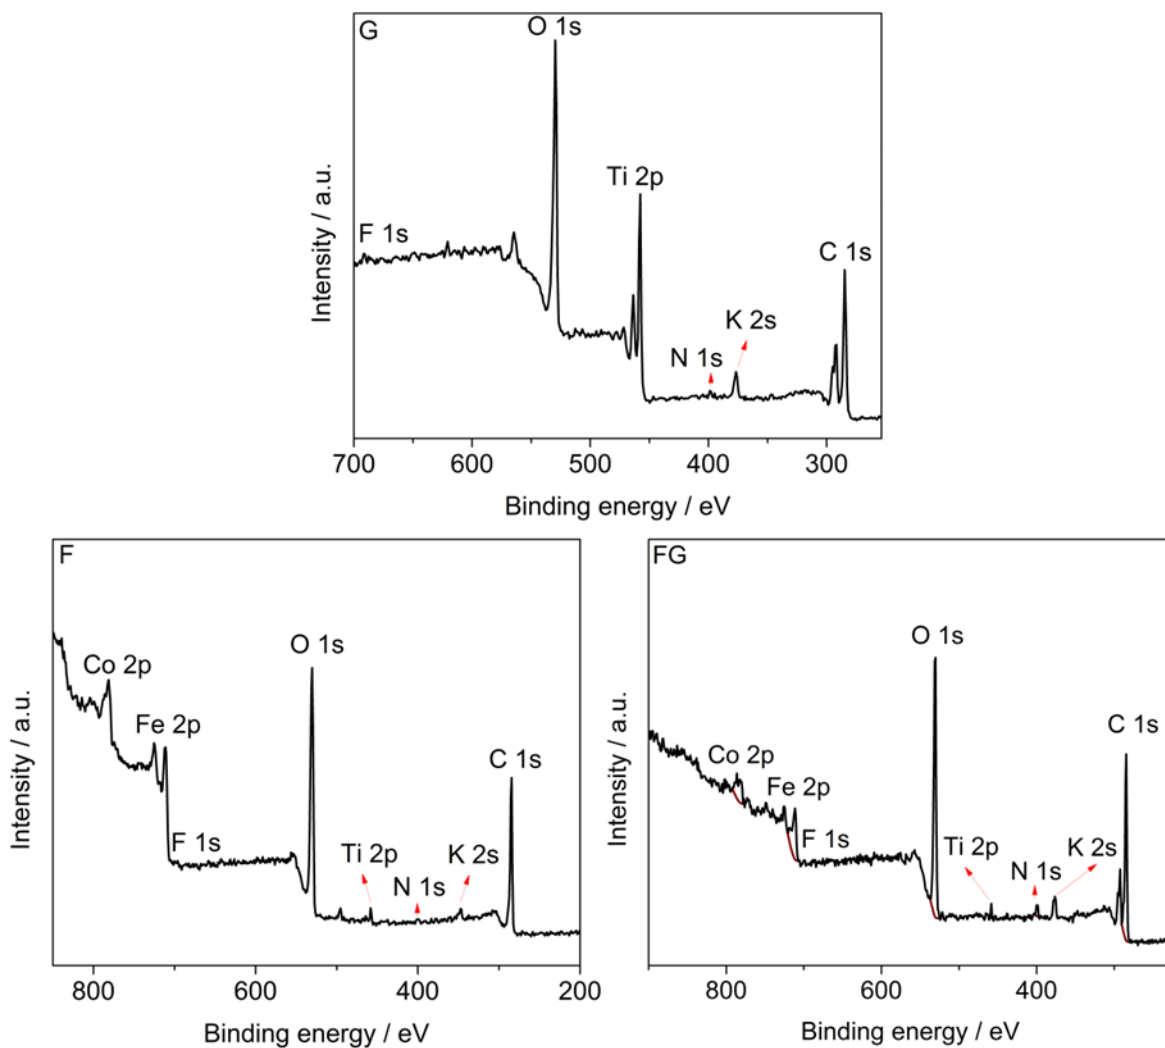 G
O 1s
Ti 2p
F 1s
C 1s
K 2s
N 1s
Intensity / a.u.
700 600 500 400 300
Binding energy / eV
F
O 1s
Co 2p
Fe 2p
C 1s
F 1s
Ti 2p
N 1s
K 2s
Intensity / a.u.
800 600 400 200
Binding energy / eV
FG
O 1s
C 1s
Co 2p
Fe 2p
F 1s
Ti 2p
N 1s
K 2s
Intensity / a.u.
800 600 400
Binding energy / eV